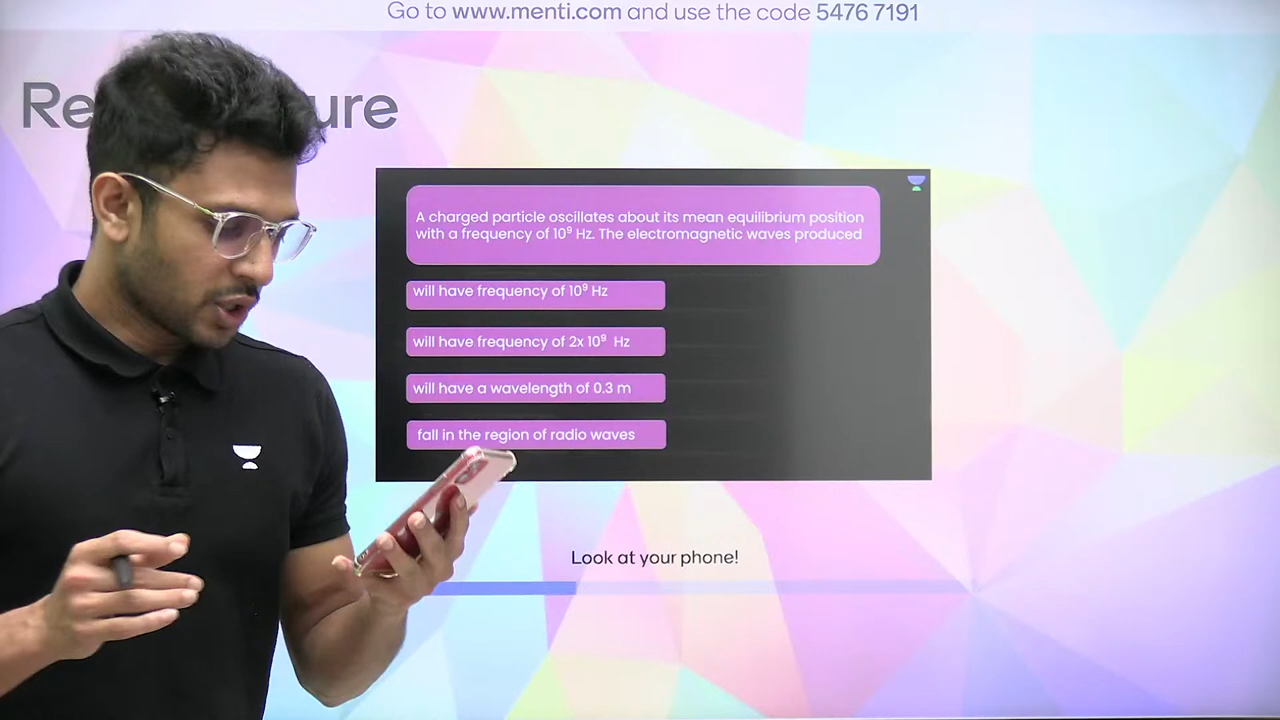 Go to www.menti.com and use the code 5476 7191
A charged particle oscillates about its mean equilibrium position
with a frequency of 10⁹ Hz. The electromagnetic waves produced
will have frequency of 10⁹ Hz
will have frequency of 2x 10⁹ Hz
will have a wavelength of 0.3 m
fall in the region of radio waves
Look at your phone!